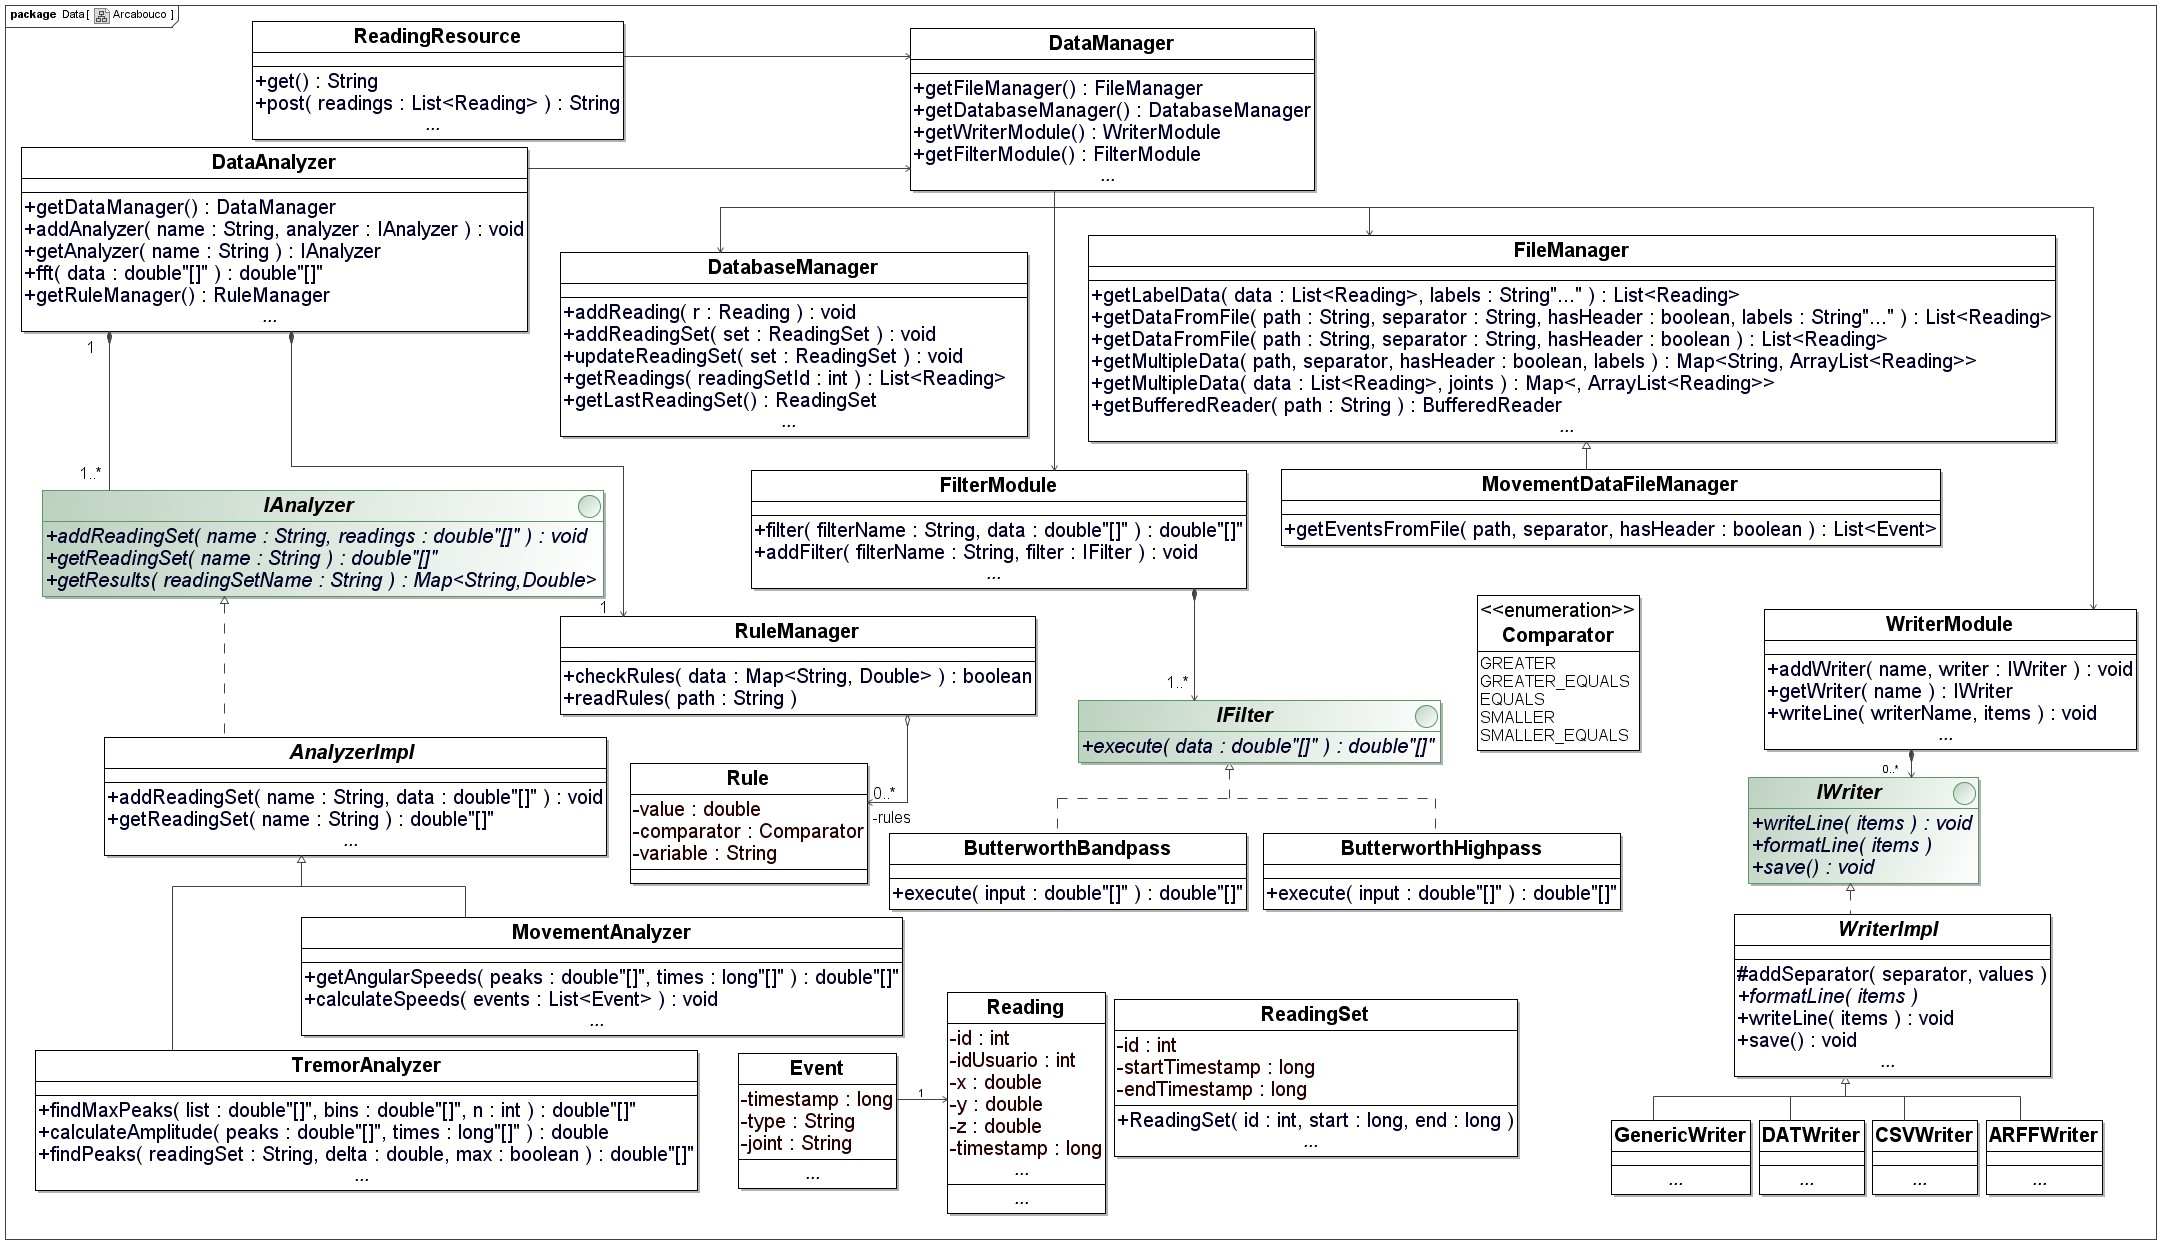 package Data[ Arcabouco ]
ReadingResource
+get() : String
+post( readings : List<Reading> ) : String
...
DataManager
+getFileManager() : FileManager
+getDatabaseManager() : DatabaseManager
+getWriterModule() : WriterModule
+getFilterModule() : FilterModule
...
DataAnalyzer
+getDataManager() : DataManager
+addAnalyzer( name : String, analyzer : IAnalyzer ) : void
+getAnalyzer( name : String ) : IAnalyzer
+fft( data : double"[]" ) : double"[]"
+getRuleManager() : RuleManager
...
1
1..*
1
DatabaseManager
+addReading( r : Reading ) : void
+addReadingSet( set : ReadingSet ) : void
+updateReadingSet( set : ReadingSet ) : void
+getReadings( readingSetId : int ) : List<Reading>
+getLastReadingSet() : ReadingSet
...
FileManager
+getLabelData( data : List<Reading>, labels : String"..." ) : List<Reading>
+getDataFromFile( path : String, separator : String, hasHeader : boolean, labels : String"..." ) : List<Reading>
+getDataFromFile( path : String, separator : String, hasHeader : boolean ) : List<Reading>
+getMultipleData( path, separator, hasHeader : boolean, labels ) : Map<String, ArrayList<Reading>>
+getMultipleData( data : List<Reading>, joints ) : Map<, ArrayList<Reading>>
+getBufferedReader( path : String ) : BufferedReader
...
MovementDataFileManager
+getEventsFromFile( path, separator, hasHeader : boolean ) : List<Event>
IAnalyzer
+addReadingSet( name : String, readings : double"[]" ) : void
+getReadingSet( name : String ) : double"[]"
+getResults( readingSetName : String ) : Map<String,Double>
FilterModule
+filter( filterName : String, data : double"[]" ) : double"[]"
+addFilter( filterName : String, filter : IFilter ) : void
...
1..*
RuleManager
+checkRules( data : Map<String, Double> ) : boolean
+readRules( path : String )
0..*
-rules
<<enumeration>>
Comparator
GREATER
GREATER_EQUALS
EQUALS
SMALLER
SMALLER_EQUALS
WriterModule
+addWriter( name, writer : IWriter ) : void
+getWriter( name ) : IWriter
+writeLine( writerName, items ) : void
...
0..*
IFilter
+execute( data : double"[]" ) : double"[]"
AnalyzerImpl
+addReadingSet( name : String, data : double"[]" ) : void
+getReadingSet( name : String ) : double"[]"
...
Rule
-value : double
-comparator : Comparator
-variable : String
IWriter
+writeLine( items ) : void
+formatLine( items )
+save() : void
ButterworthBandpass
+execute( input : double"[]" ) : double"[]"
ButterworthHighpass
+execute( input : double"[]" ) : double"[]"
MovementAnalyzer
+getAngularSpeeds( peaks : double"[]", times : long"[]" ) : double"[]"
+calculateSpeeds( events : List<Event> ) : void
...
WriterImpl
#addSeparator( separator, values )
+formatLine( items )
+writeLine( items ) : void
+save() : void
...
TremorAnalyzer
+findMaxPeaks( list : double"[]", bins : double"[]", n : int ) : double"[]"
+calculateAmplitude( peaks : double"[]", times : long"[]" ) : double
+findPeaks( readingSet : String, delta : double, max : boolean ) : double"[]"
...
Event
-timestamp : long
-type : String
-joint : String
...
1
Reading
-id : int
-idUsuario : int
-x : double
-y : double
-z : double
-timestamp : long
...
...
ReadingSet
-id : int
-startTimestamp : long
-endTimestamp : long
+ReadingSet( id : int, start : long, end : long )
...
GenericWriter
...
DATWriter
...
CSVWriter
...
ARFFWriter
...